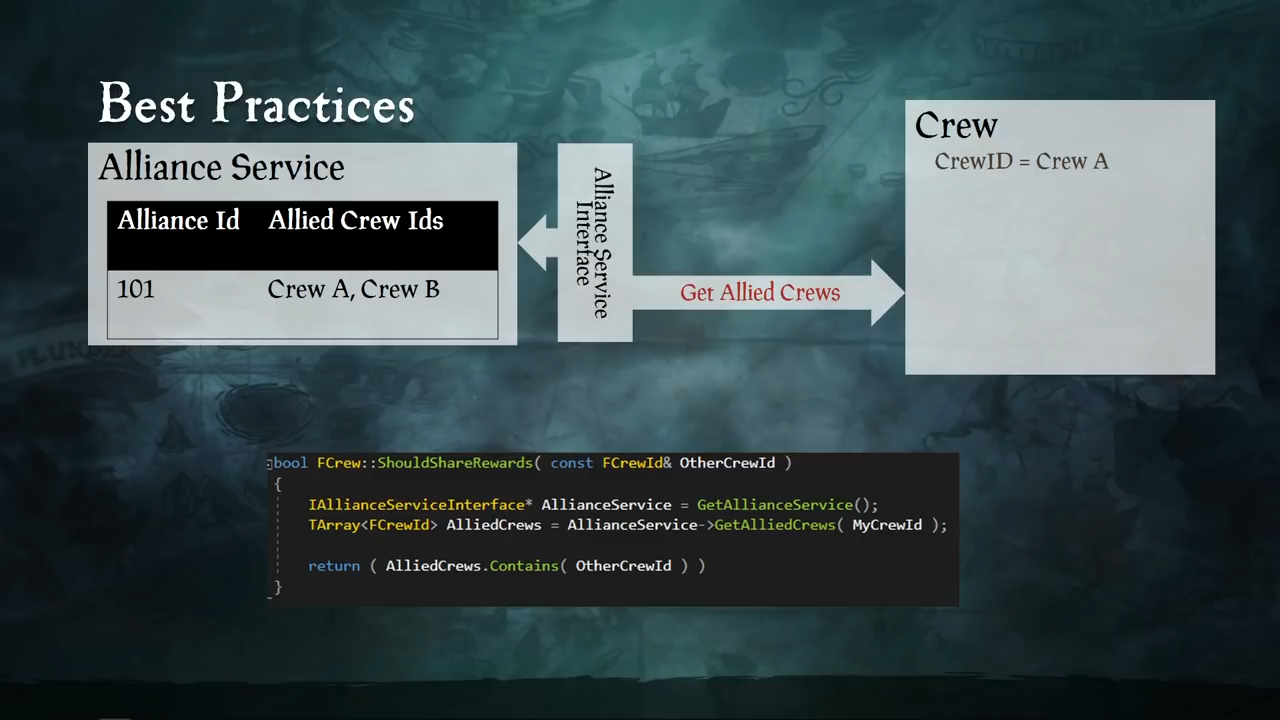 Best Practices
Alliance Service
Alliance Id Allied Crew Ids
101 Crew A, Crew B
Alliance Service
Interface
Get Allied Crews
Crew
CrewID = Crew A
bool FCrew::ShouldShareRewards( const FCrewId& OtherCrewId )
{
IAllianceServiceInterface* AllianceService = GetAllianceService();
TArray<FCrewId> AlliedCrews = AllianceService->GetAlliedCrews( MyCrewId );
return ( AlliedCrews.Contains( OtherCrewId ) )
}